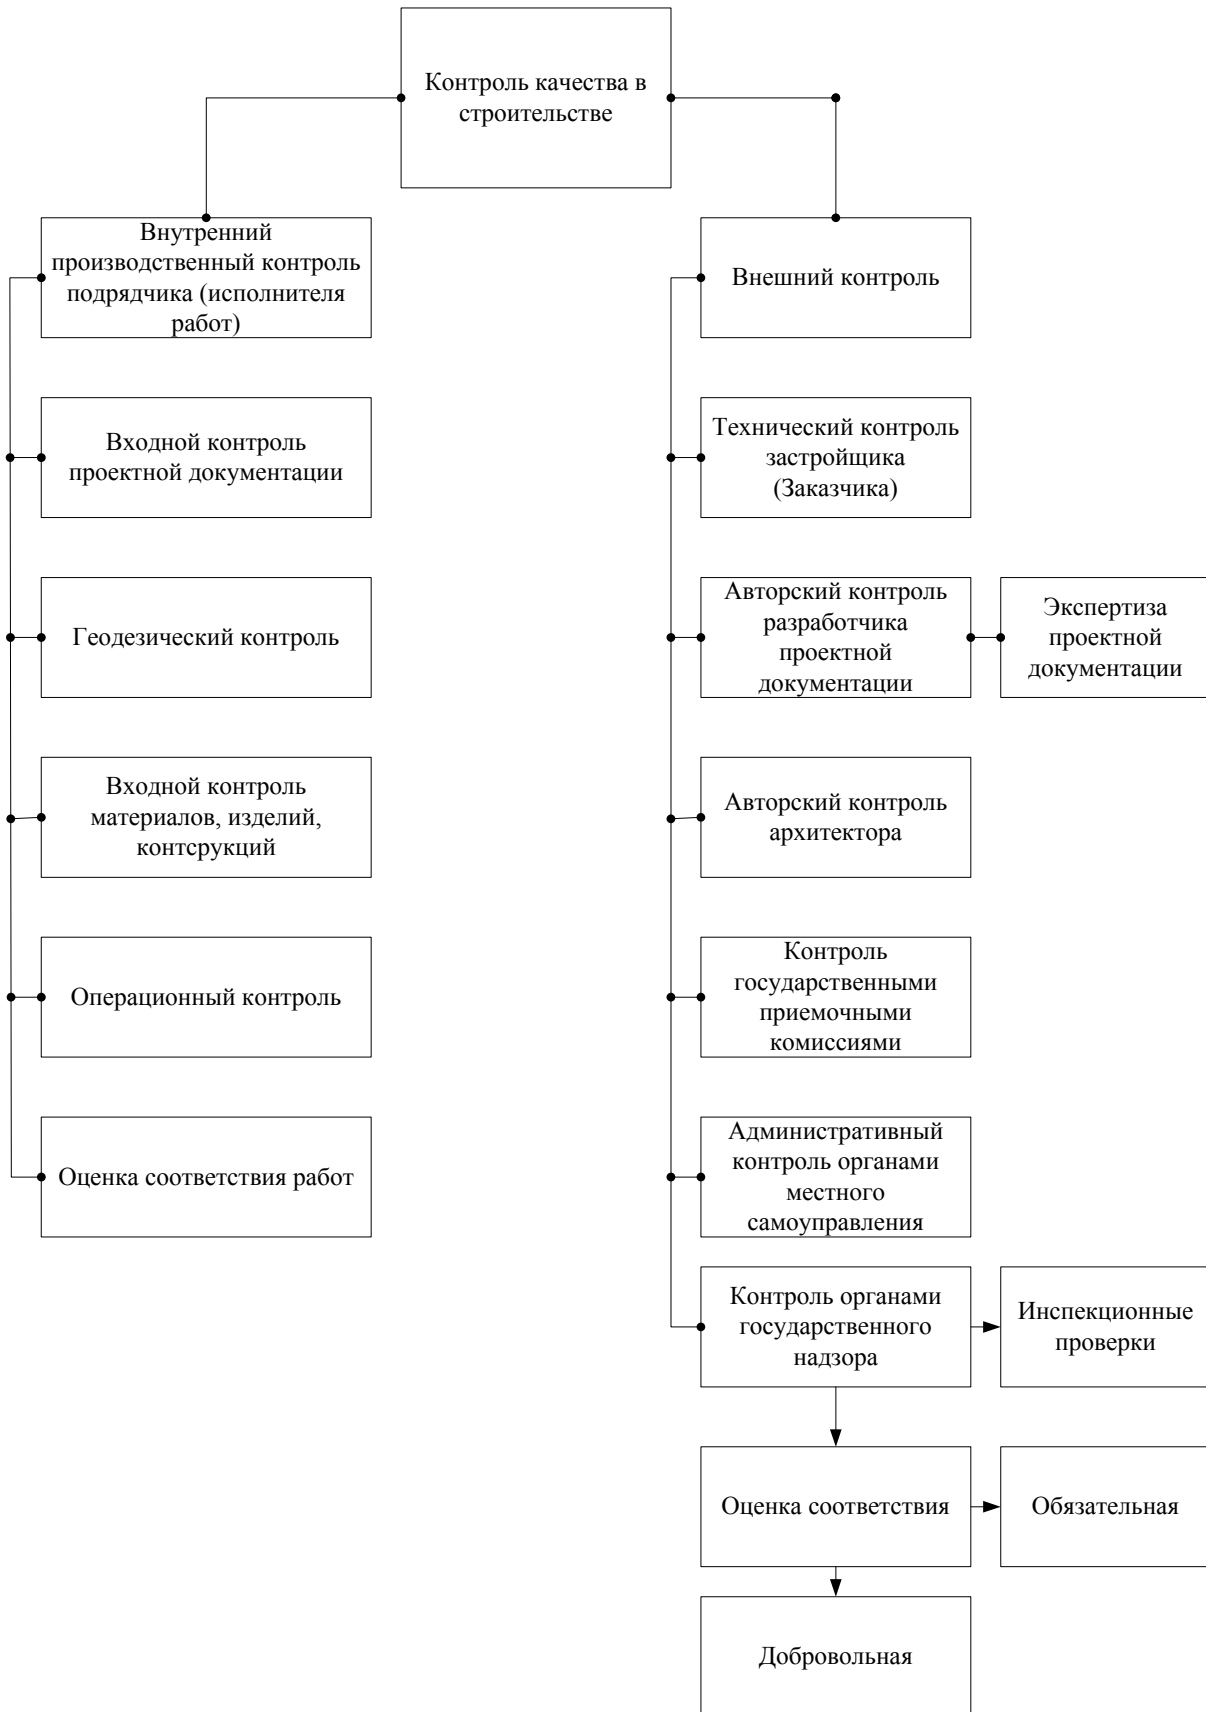 Контроль качества в
строительстве
Внутренний
производственный контроль
подрядчика (исполнителя
работ)
Внешний контроль
Входной контроль
проектной документации
Технический контроль
застройщика
(Заказчика)
Геодезический контроль
Авторский контроль
разработчика
проектной
документации
Экспертиза
проектной
документации
Входной контроль
материалов, изделий,
контсрукций
Авторский контроль
архитектора
Операционный контроль
Контроль
государственными
приемочными
комиссиями
Оценка соответствия работ
Административный
контроль органами
местного
самоуправления
Контроль органами
государственного
надзора
Инспекционные
проверки
Оценка соответствия
Обязательная
Добровольная